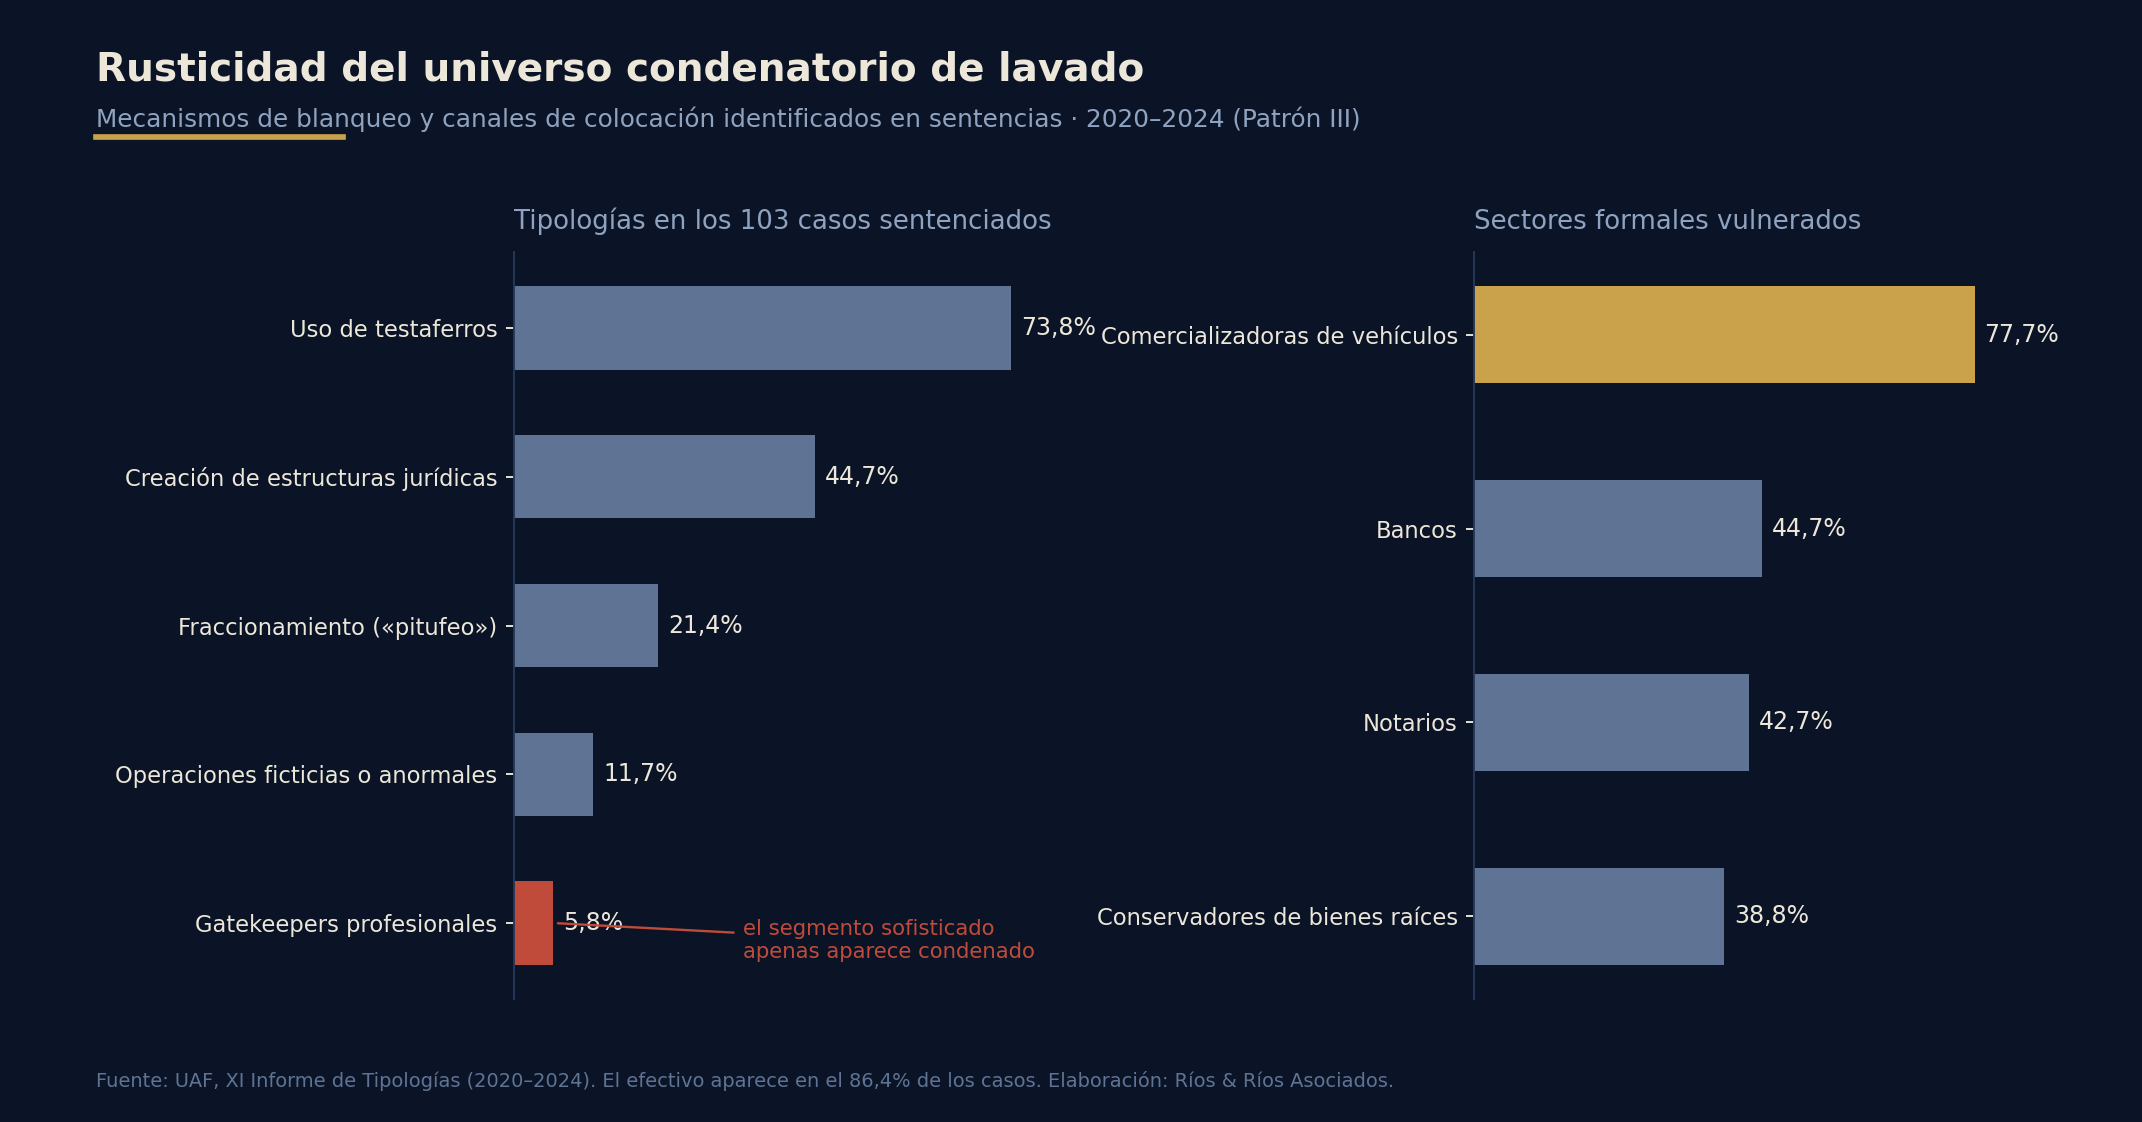 Rusticidad del universo condenatorio de lavado
Mecanismos de blanqueo y canales de colocación identificados en sentencias · 2020–2024 (Patrón III)
Tipologías en los 103 casos sentenciados
Uso de testaferros
73,8%
Creación de estructuras jurídicas
44,7%
Fraccionamiento («pitufeo»)
21,4%
Operaciones ficticias o anormales
11,7%
Gatekeepers profesionales
5,8%
el segmento sofisticado
apenas aparece condenado
Sectores formales vulnerados
Comercializadoras de vehículos
77,7%
Bancos
44,7%
Notarios
42,7%
Conservadores de bienes raíces
38,8%
Fuente: UAF, XI Informe de Tipologías (2020–2024). El efectivo aparece en el 86,4% de los casos. Elaboración: Ríos & Ríos Asociados.